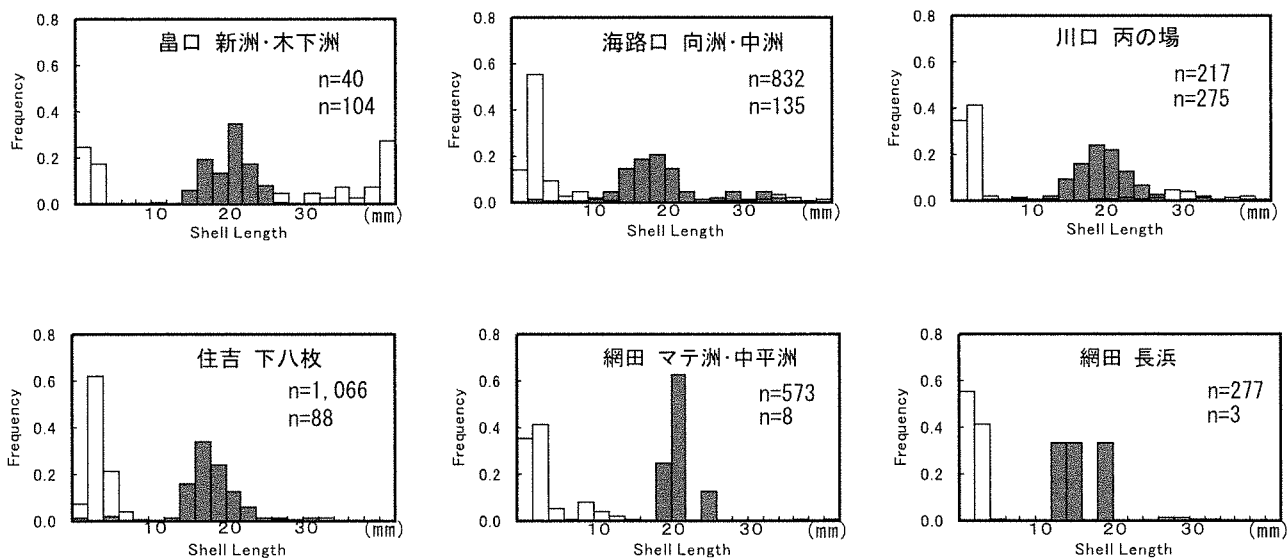 畠口 新洲・木下洲
n=40
n=104
Frequency
0.8
0.6
0.4
0.2
0.0
10
20
30
(mm)
Shell Length
海路口 向洲・中洲
n=832
n=135
Frequency
0.8
0.6
0.4
0.2
0.0
10
20
30
(mm)
Shell Length
川口 丙の場
n=217
n=275
Frequency
0.8
0.6
0.4
0.2
0.0
10
20
30
(mm)
Shell Length
住吉 下八枚
n=1,066
n=88
Frequency
0.8
0.6
0.4
0.2
0.0
10
20
30
(mm)
Shell Length
網田 マテ洲・中平洲
n=573
n=8
Frequency
0.8
0.6
0.4
0.2
0.0
10
20
30
(mm)
Shell Length
網田 長浜
n=277
n=3
Frequency
0.8
0.6
0.4
0.2
0.0
10
20
30
(mm)
Shell Length